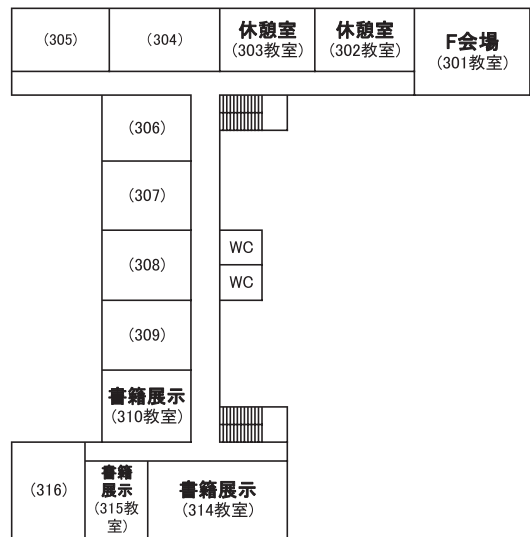 (305)
(304)
休憩室
(303教室)
休憩室
(302教室)
F会場
(301教室)
(306)
(307)
(308)
WC
WC
(309)
書籍展示
(310教室)
(316)
書籍
展示
(315教
室)
書籍展示
(314教室)